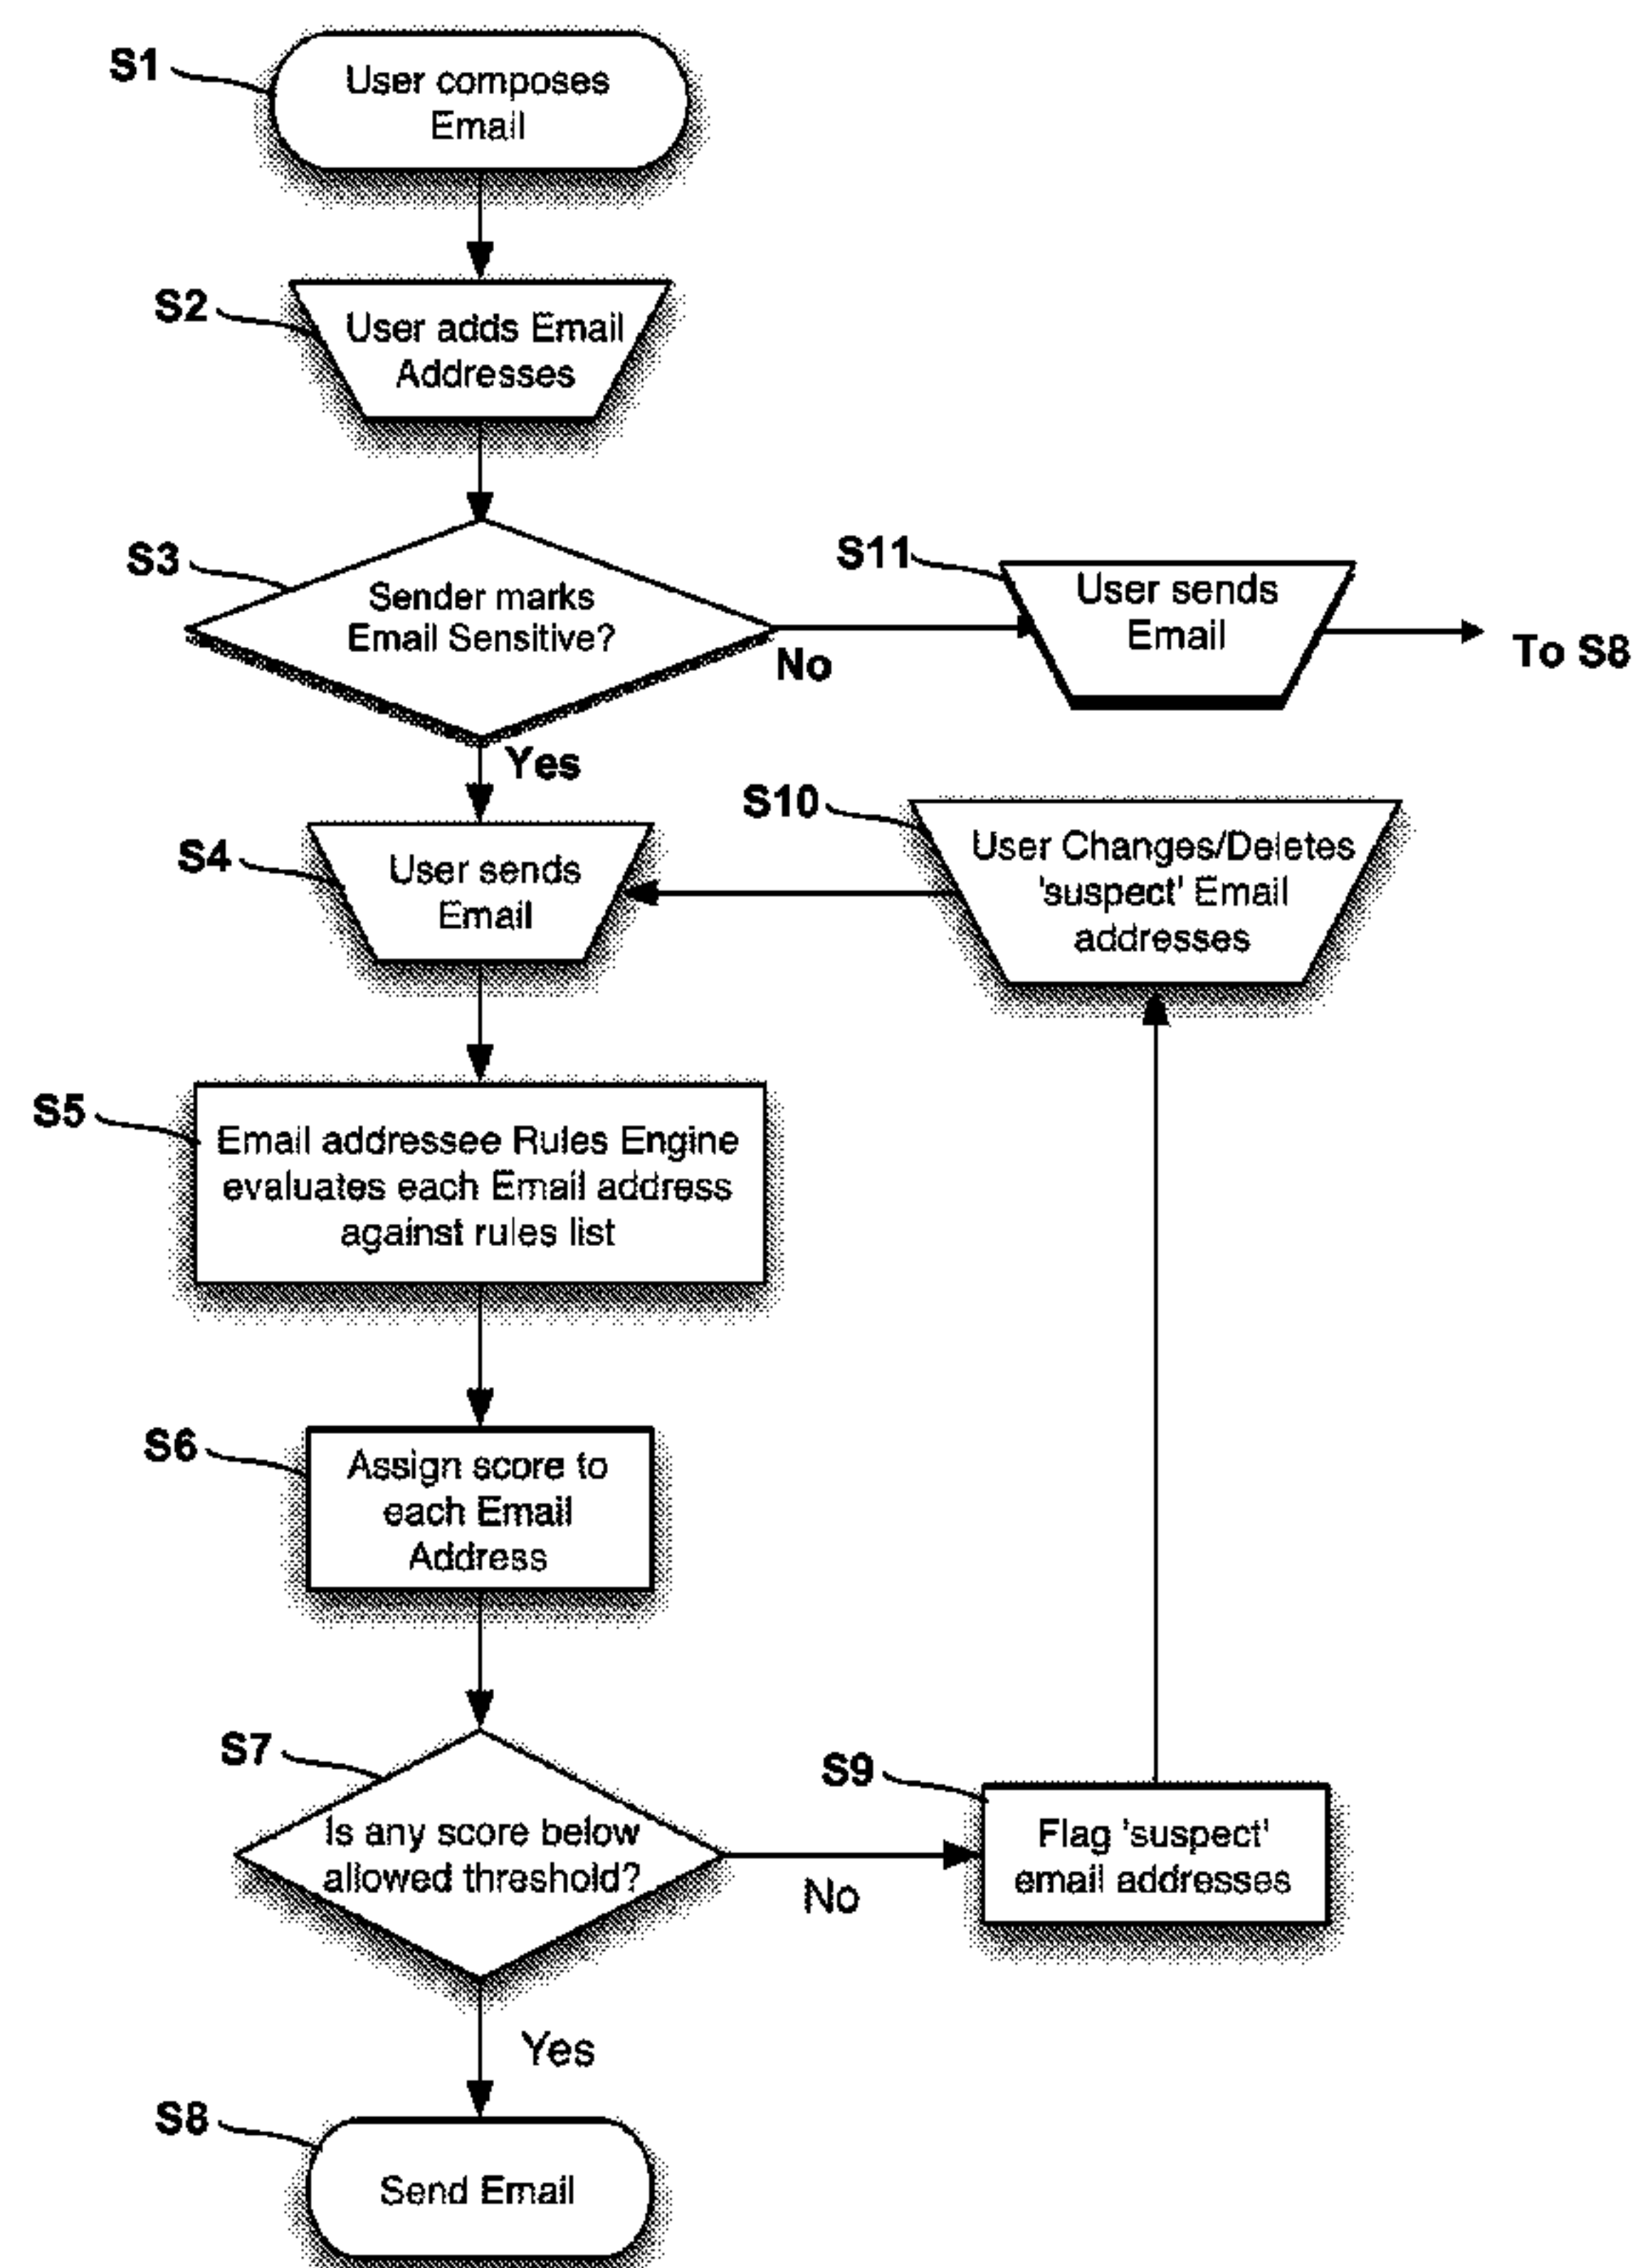 S1
User composes
Email
S2
User adds Email
Addresses
S3
Sender marks
Email Sensitive?
No
S11
User sends
Email
To S8
Yes
S4
User sends
Email
S10
User Changes/Deletes
'suspect' Email
addresses
S5
Email addressee Rules Engine
evaluates each Email address
against rules list
S6
Assign score to
each Email
Address
S7
Is any score below
allowed threshold?
No
S9
Flag 'suspect'
email addresses
Yes
S8
Send Email